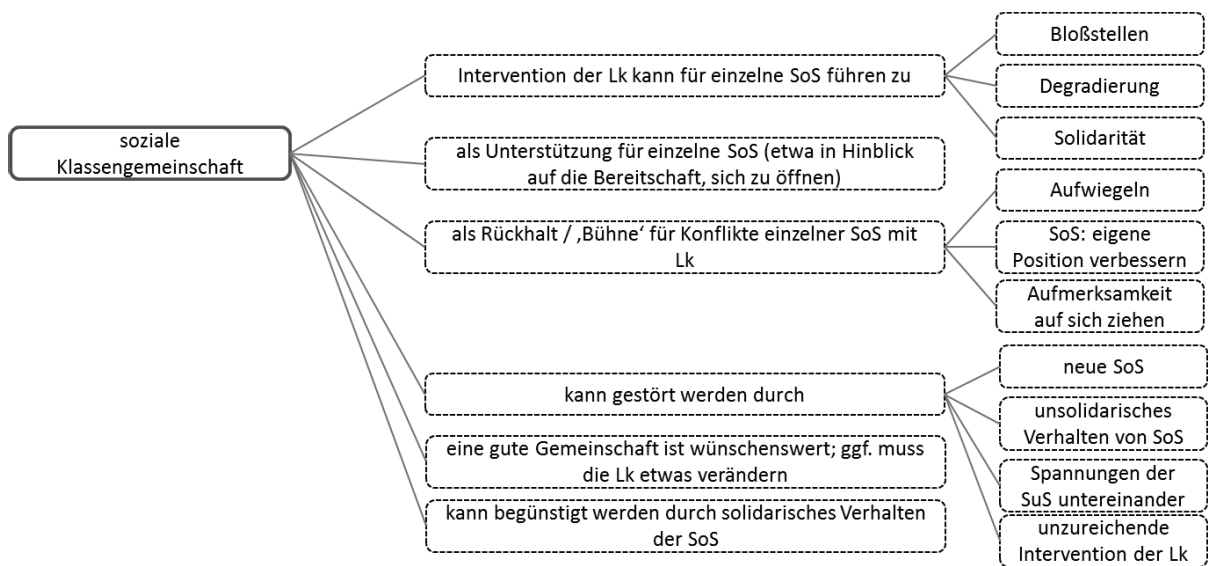 soziale
Klassengemeinschaft
Intervention der Lk kann für einzelne SoS führen zu
Bloßstellen
Degradierung
Solidarität
als Unterstützung für einzelne SoS (etwa in Hinblick
auf die Bereitschaft, sich zu öffnen)
als Rückhalt / ‚Bühne‘ für Konflikte einzelner SoS mit
Lk
Aufwiegeln
SoS: eigene
Position verbessern
Aufmerksamkeit
auf sich ziehen
kann gestört werden durch
neue SoS
unsolidarisches
Verhalten von SoS
Spannungen der
SuS untereinander
unzureichende
Intervention der Lk
eine gute Gemeinschaft ist wünschenswert; ggf. muss
die Lk etwas verändern
kann begünstigt werden durch solidarisches Verhalten
der SoS